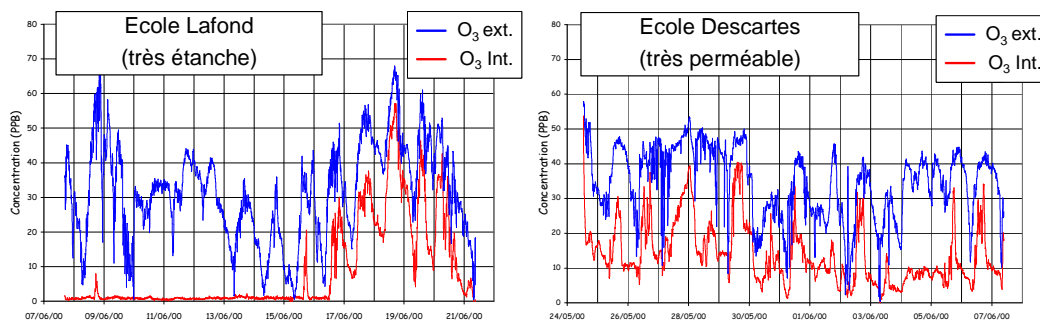 Ecole Lafond
(très étanche)
O3 ext.
O3 Int.
Concentration (PPB)
80
70
60
50
40
30
20
10
0
07/06/00 09/06/00 11/06/00 13/06/00 15/06/00 17/06/00 19/06/00 21/06/00
Ecole Descartes
(très perméable)
O3 ext.
O3 Int.
Concentration (PPB)
80
70
60
50
40
30
20
10
0
24/05/00 26/05/00 28/05/00 30/05/00 01/06/00 03/06/00 05/06/00 07/06/00